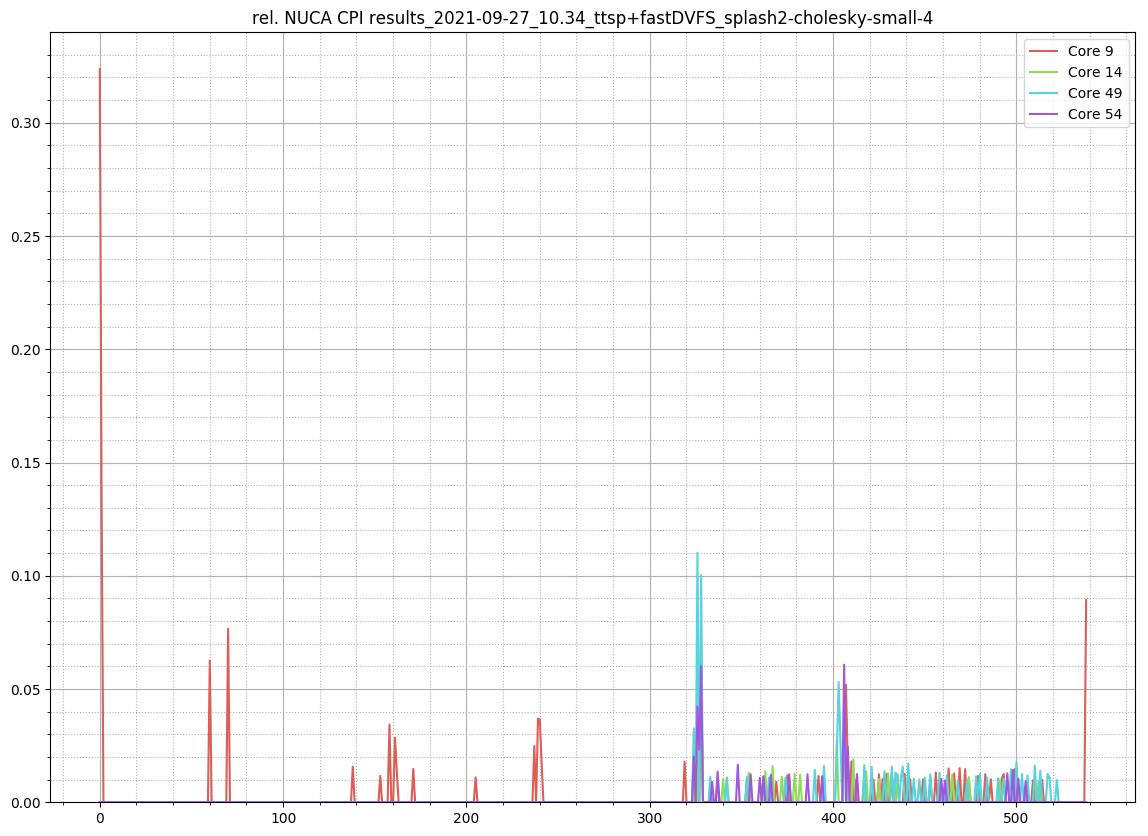 rel. NUCA CPI results_2021-09-27_10.34_ttsp+fastDVFS_splash2-cholesky-small-4
Core 9
Core 14
Core 49
Core 54
0.30
0.25
0.20
0.15
0.10
0.05
0.00
0 100 200 300 400 500